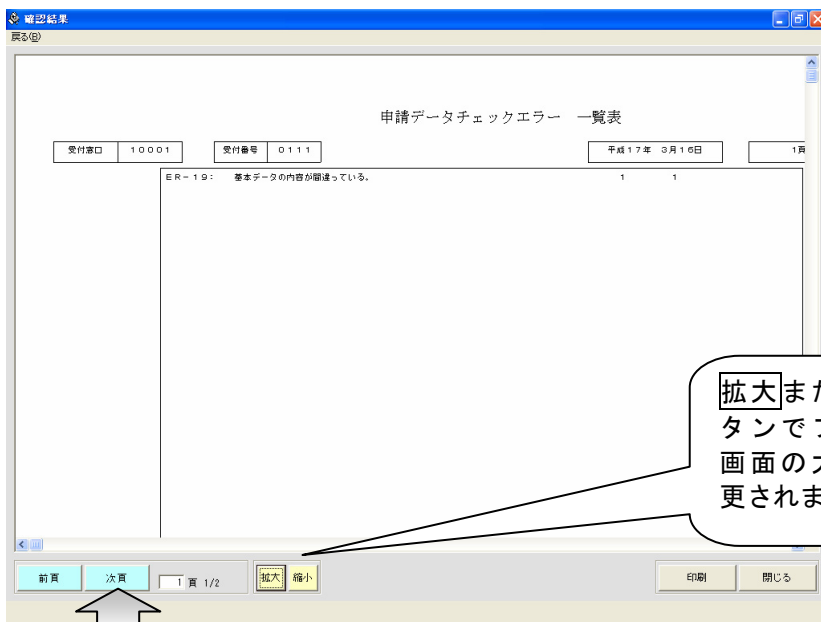 確認結果
戻る(B)
申請データチェックエラー 一覧表
受付窓口 10001 受付番号 0111 平成17年 3月16日 1頁
ER-19: 基本データの内容が間違っている。 1 1
拡大また
タンでプ
画面の大
更されま
前頁 次頁 1 頁 1/2 拡大 縮小 印刷 閉じる